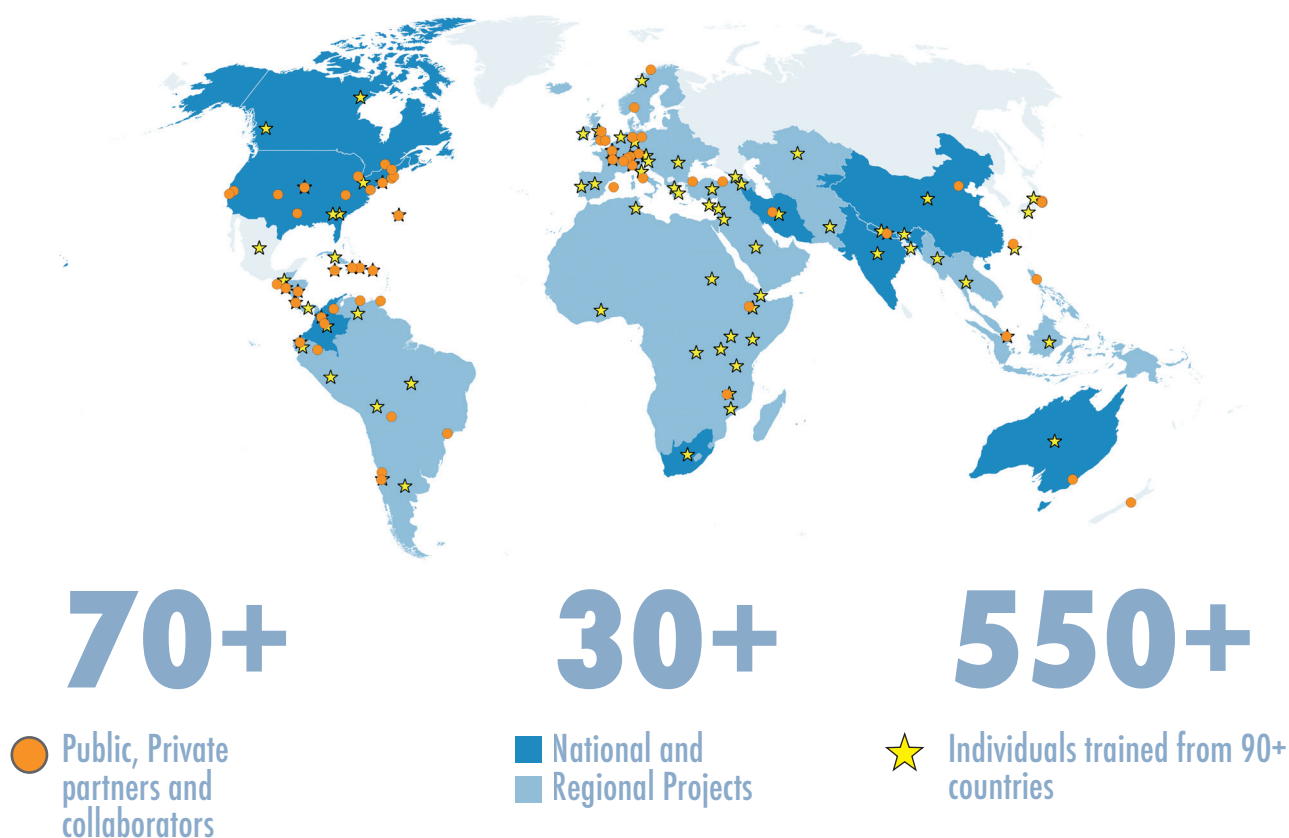 70+
Public, Private
partners and
collaborators
30+
National and
Regional Projects
550+
Individuals trained from 90+
countries